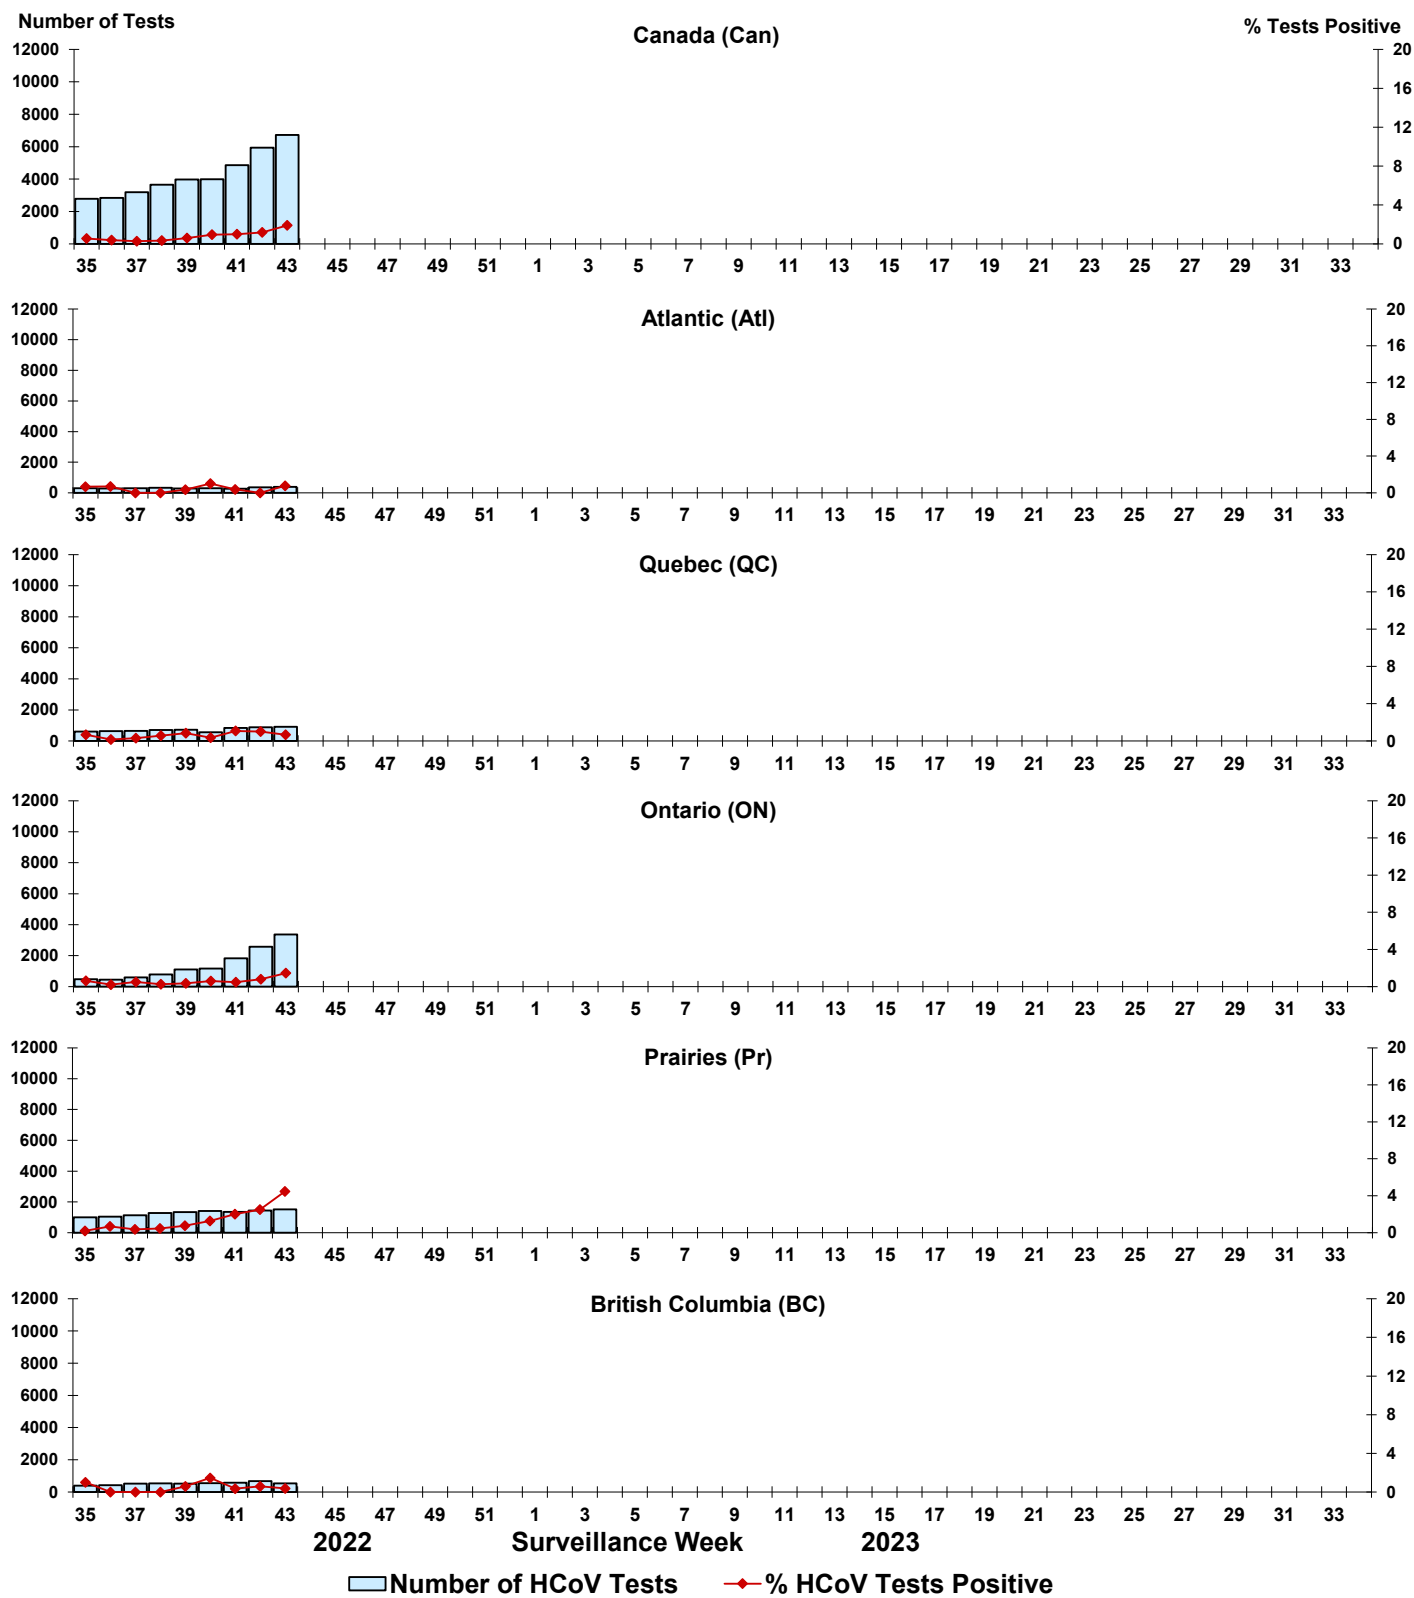 Number of Tests
Canada (Can)
% Tests Positive
12000 20
10000 16
8000 12
6000 8
4000 4
2000 0
0
35 37 39 41 43 45 47 49 51 1 3 5 7 9 11 13 15 17 19 21 23 25 27 29 31 33
Atlantic (Atl)
12000 20
10000 16
8000 12
6000 8
4000 4
2000 0
0
35 37 39 41 43 45 47 49 51 1 3 5 7 9 11 13 15 17 19 21 23 25 27 29 31 33
Quebec (QC)
12000 20
10000 16
8000 12
6000 8
4000 4
2000 0
0
35 37 39 41 43 45 47 49 51 1 3 5 7 9 11 13 15 17 19 21 23 25 27 29 31 33
Ontario (ON)
12000 20
10000 16
8000 12
6000 8
4000 4
2000 0
0
35 37 39 41 43 45 47 49 51 1 3 5 7 9 11 13 15 17 19 21 23 25 27 29 31 33
Prairies (Pr)
12000 20
10000 16
8000 12
6000 8
4000 4
2000 0
0
35 37 39 41 43 45 47 49 51 1 3 5 7 9 11 13 15 17 19 21 23 25 27 29 31 33
British Columbia (BC)
12000 20
10000 16
8000 12
6000 8
4000 4
2000 0
0
35 37 39 41 43 45 47 49 51 1 3 5 7 9 11 13 15 17 19 21 23 25 27 29 31 33
2022 Surveillance Week 2023
Number of HCoV Tests % HCoV Tests Positive